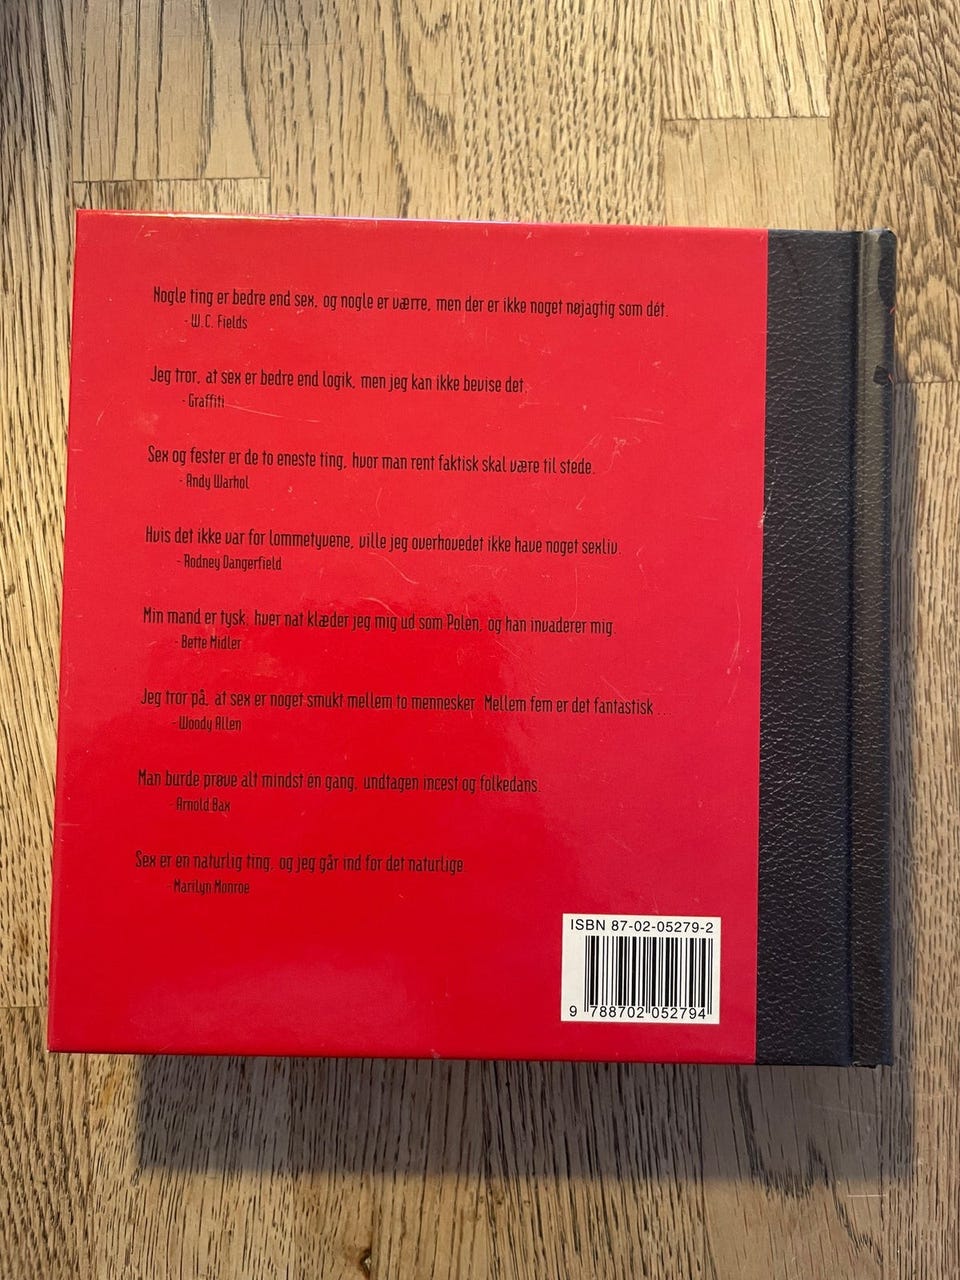 Nogle ting er bedre end sex, og nogle er værre, men der er ikke noget nøjagtig som dét.
- W.C. Fields
Jeg tror, at sex er bedre end logik, men jeg kan ikke bevise det.
- Graffiti
Sex og fester er de to eneste ting, hvor man rent faktisk skal være til stede.
- Andy Warhol
Hvis det ikke var for lommetyvene, ville jeg overhovedet ikke have noget sexliv.
- Rodney Dangerfield
Min mand er tysk; hver nat klæder jeg mig ud som Polen, og han invaderer mig.
- Bette Midler
Jeg tror på, at sex er noget smukt mellem to mennesker. Mellem fem er det fantastisk ...
- Woody Allen
Man burde prøve alt mindst én gang, undtagen incest og folkedans.
- Arnold Bax
Sex er en naturlig ting, og jeg går ind for det naturlige.
- Marilyn Monroe
ISBN 87-02-05279-2
9 788702 052794